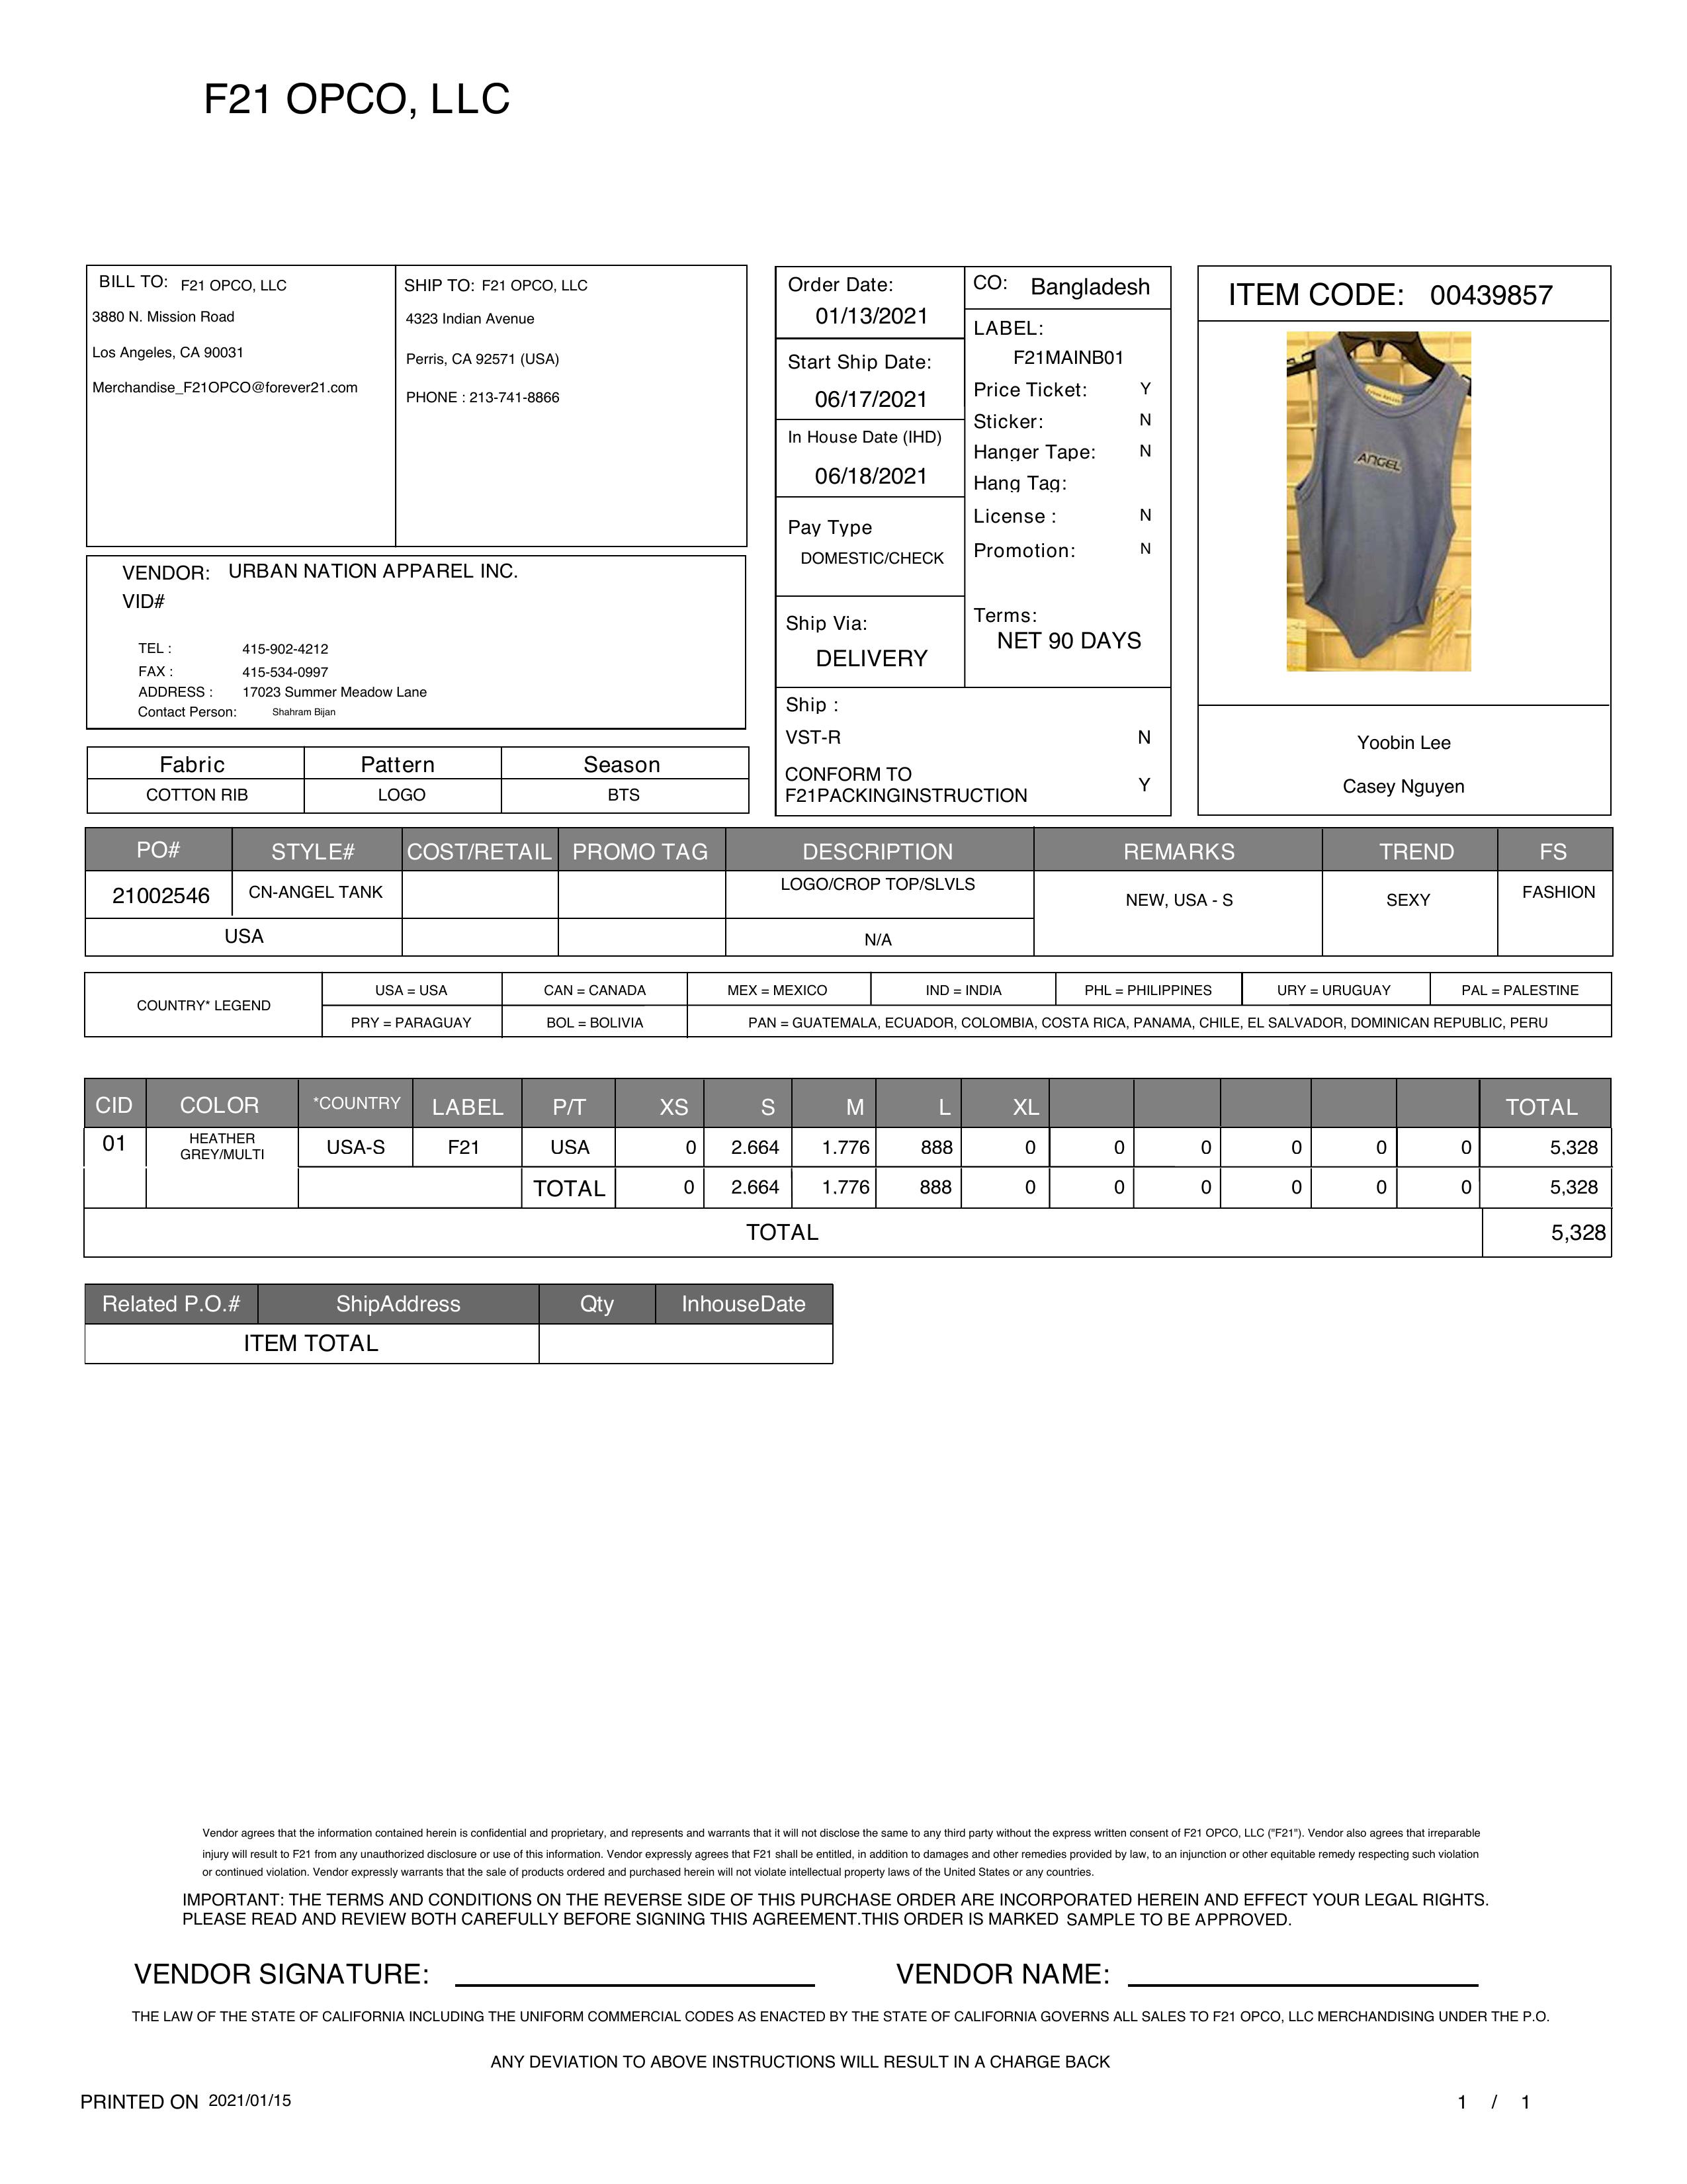 F21 OPCO, LLC
BILL TO: F21 OPCO, LLC
3880 N. Mission Road
Los Angeles, CA 90031
Merchandise_F21OPCO@forever21.com
SHIP TO: F21 OPCO, LLC
4323 Indian Avenue
Perris, CA 92571 (USA)
PHONE : 213-741-8866
VENDOR: URBAN NATION APPAREL INC.
VID#
TEL : 415-902-4212
FAX : 415-534-0997
ADDRESS : 17023 Summer Meadow Lane
Contact Person: Shahram Bijan
Fabric Pattern Season
COTTON RIB LOGO BTS
Order Date:
01/13/2021
Start Ship Date:
06/17/2021
In House Date (IHD)
06/18/2021
Pay Type
DOMESTIC/CHECK
Ship Via:
DELIVERY
CO: Bangladesh
LABEL:
F21MAINB01
Price Ticket: Y
Sticker: N
Hanger Tape: N
Hang Tag:
License : N
Promotion: N
Terms:
NET 90 DAYS
Ship :
VST-R N
CONFORM TO
F21PACKINGINSTRUCTION Y
ITEM CODE: 00439857
ANGEL
Yoobin Lee
Casey Nguyen
PO# STYLE# COST/RETAIL PROMO TAG DESCRIPTION REMARKS TREND FS
21002546 CN-ANGEL TANK LOGO/CROP TOP/SLVLS NEW, USA - S SEXY FASHION
USA N/A
COUNTRY* LEGEND
USA = USA CAN = CANADA MEX = MEXICO IND = INDIA PHL = PHILIPPINES URY = URUGUAY PAL = PALESTINE
PRY = PARAGUAY BOL = BOLIVIA PAN = GUATEMALA, ECUADOR, COLOMBIA, COSTA RICA, PANAMA, CHILE, EL SALVADOR, DOMINICAN REPUBLIC, PERU
CID COLOR *COUNTRY LABEL P/T XS S M L XL TOTAL
01 HEATHER GREY/MULTI USA-S F21 USA 0 2.664 1.776 888 0 0 0 0 0 0 5,328
TOTAL 0 2.664 1.776 888 0 0 0 0 0 0 5,328
TOTAL 5,328
Related P.O.# ShipAddress Qty InhouseDate
ITEM TOTAL
Vendor agrees that the information contained herein is confidential and proprietary, and represents and warrants that it will not disclose the same to any third party without the express written consent of F21 OPCO, LLC ("F21"). Vendor also agrees that irreparable
injury will result to F21 from any unauthorized disclosure or use of this information. Vendor expressly agrees that F21 shall be entitled, in addition to damages and other remedies provided by law, to an injunction or other equitable remedy respecting such violation
or continued violation. Vendor expressly warrants that the sale of products ordered and purchased herein will not violate intellectual property laws of the United States or any countries.
IMPORTANT: THE TERMS AND CONDITIONS ON THE REVERSE SIDE OF THIS PURCHASE ORDER ARE INCORPORATED HEREIN AND EFFECT YOUR LEGAL RIGHTS.
PLEASE READ AND REVIEW BOTH CAREFULLY BEFORE SIGNING THIS AGREEMENT.THIS ORDER IS MARKED SAMPLE TO BE APPROVED.
VENDOR SIGNATURE: VENDOR NAME:
THE LAW OF THE STATE OF CALIFORNIA INCLUDING THE UNIFORM COMMERCIAL CODES AS ENACTED BY THE STATE OF CALIFORNIA GOVERNS ALL SALES TO F21 OPCO, LLC MERCHANDISING UNDER THE P.O.
ANY DEVIATION TO ABOVE INSTRUCTIONS WILL RESULT IN A CHARGE BACK
PRINTED ON 2021/01/15
1 / 1